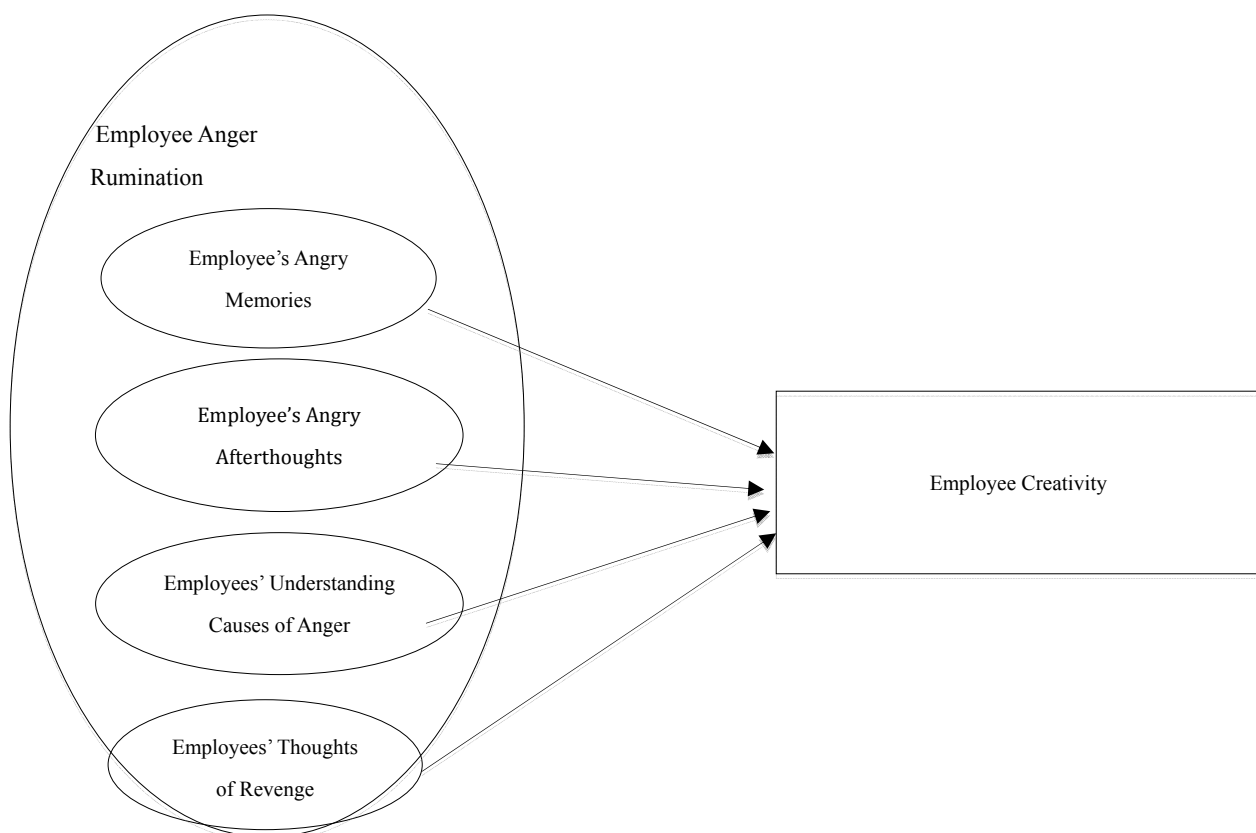 Employee Anger
Rumination
Employee’s Angry
Memories
Employee’s Angry
Afterthoughts
Employees’ Understanding
Causes of Anger
Employees’ Thoughts
of Revenge
Employee Creativity